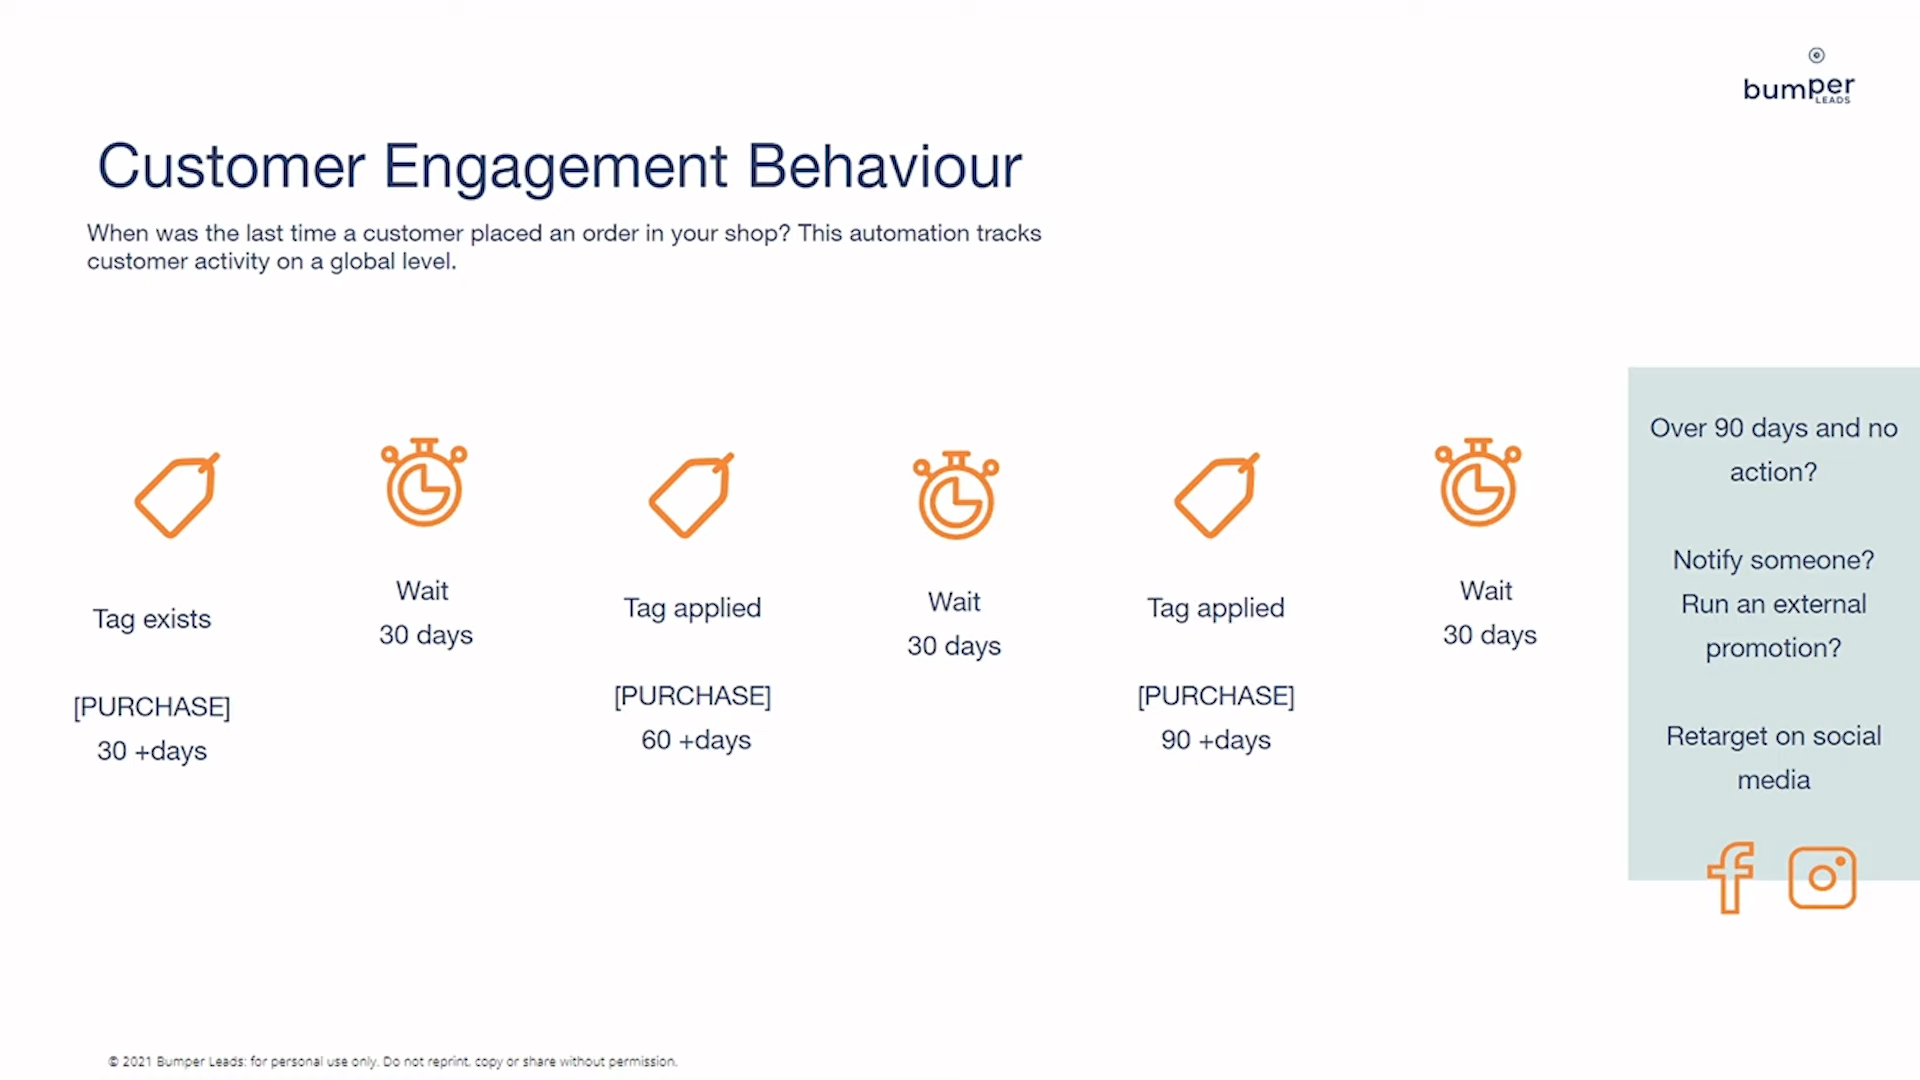 bumper
LEADS
Customer Engagement Behaviour
When was the last time a customer placed an order in your shop? This automation tracks
customer activity on a global level.
Tag exists
[PURCHASE]
30 +days
Wait
30 days
Tag applied
[PURCHASE]
60 +days
Wait
30 days
Tag applied
[PURCHASE]
90 +days
Wait
30 days
Over 90 days and no
action?
Notify someone?
Run an external
promotion?
Retarget on social
media
© 2021 Bumper Leads: for personal use only. Do not reprint, copy or share without permission.